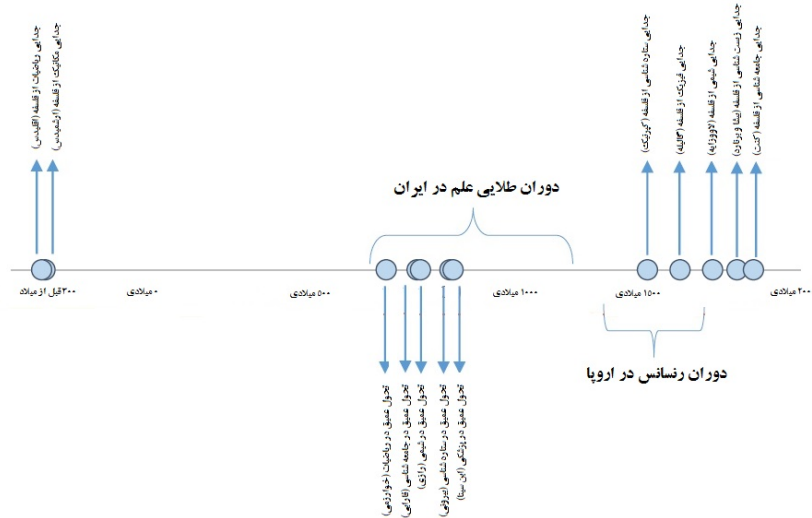 جدایی ریاضیات از فلسفه (اقلیدس)
جدایی مکانیک از فلسفه (ارشمیدس)
جدایی ستاره شناسی از فلسفه (کپرنیک)
جدایی فیزیک از فلسفه (گالیله)
جدایی شیمی از فلسفه (لاووازیه)
جدایی زیست شناسی از فلسفه (بیشا و برنارد)
جدایی جامعه شناسی از فلسفه (کنت)
دوران طلایی علم در ایران
۳۰۰ قبل از میلاد
۰ میلادی
۵۰۰ میلادی
۱۰۰۰ میلادی
۱۵۰۰ میلادی
۲۰۰ میلادی
دوران رنسانس در اروپا
تحول عمیق در ریاضیات (خوارزمی)
تحول عمیق در جامعه شناسی (فارابی)
تحول عمیق در شیمی (رازی)
تحول عمیق در ستاره شناسی (بیرونی)
تحول عمیق در پزشکی (ابن سینا)